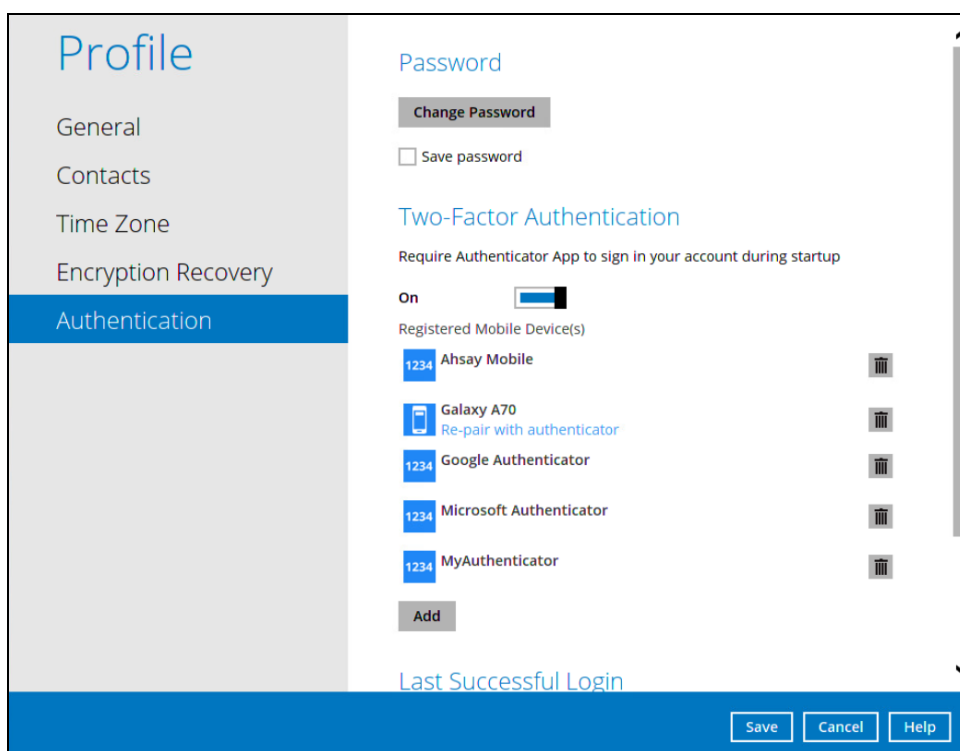 Profile
General
Contacts
Time Zone
Encryption Recovery
Authentication
Password
Change Password
Save password
Two-Factor Authentication
Require Authenticator App to sign in your account during startup
On
Registered Mobile Device(s)
1234 Ahsay Mobile
Galaxy A70
Re-pair with authenticator
1234 Google Authenticator
1234 Microsoft Authenticator
1234 MyAuthenticator
Add
Last Successful Login
Save Cancel Help